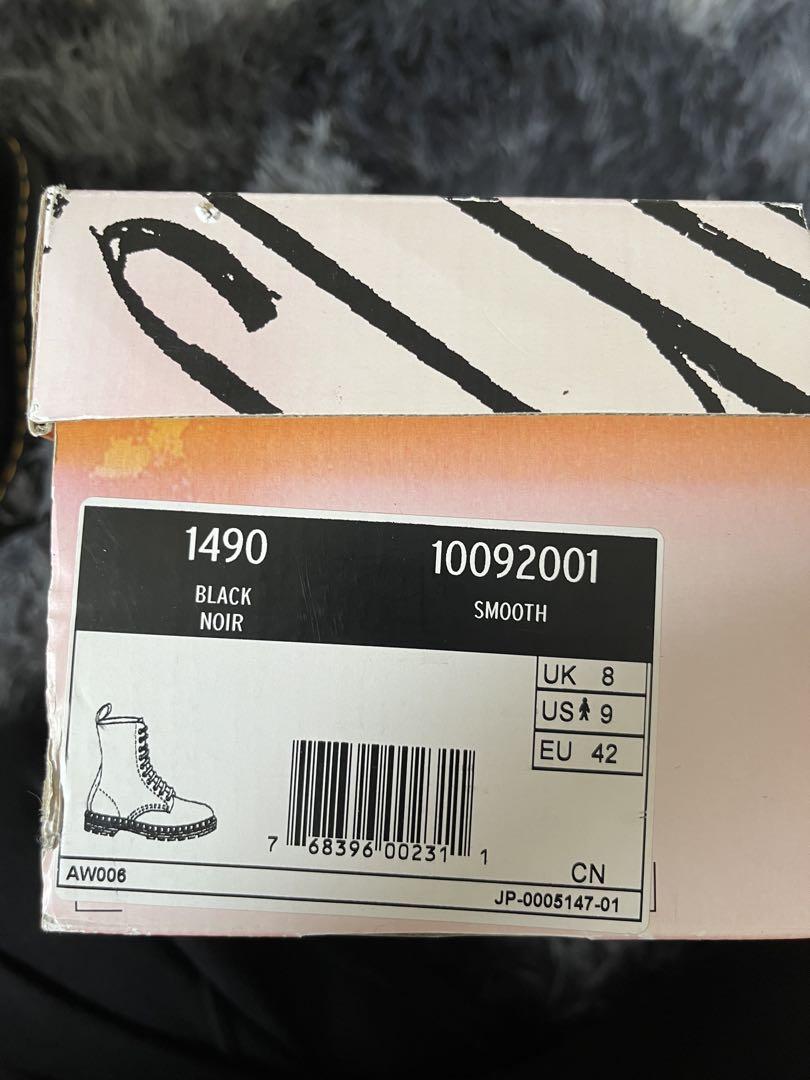 1490
10092001
BLACK
NOIR
SMOOTH
UK 8
US 9
EU 42
7 68396 00231 1
CN
AW006
JP-0005147-01